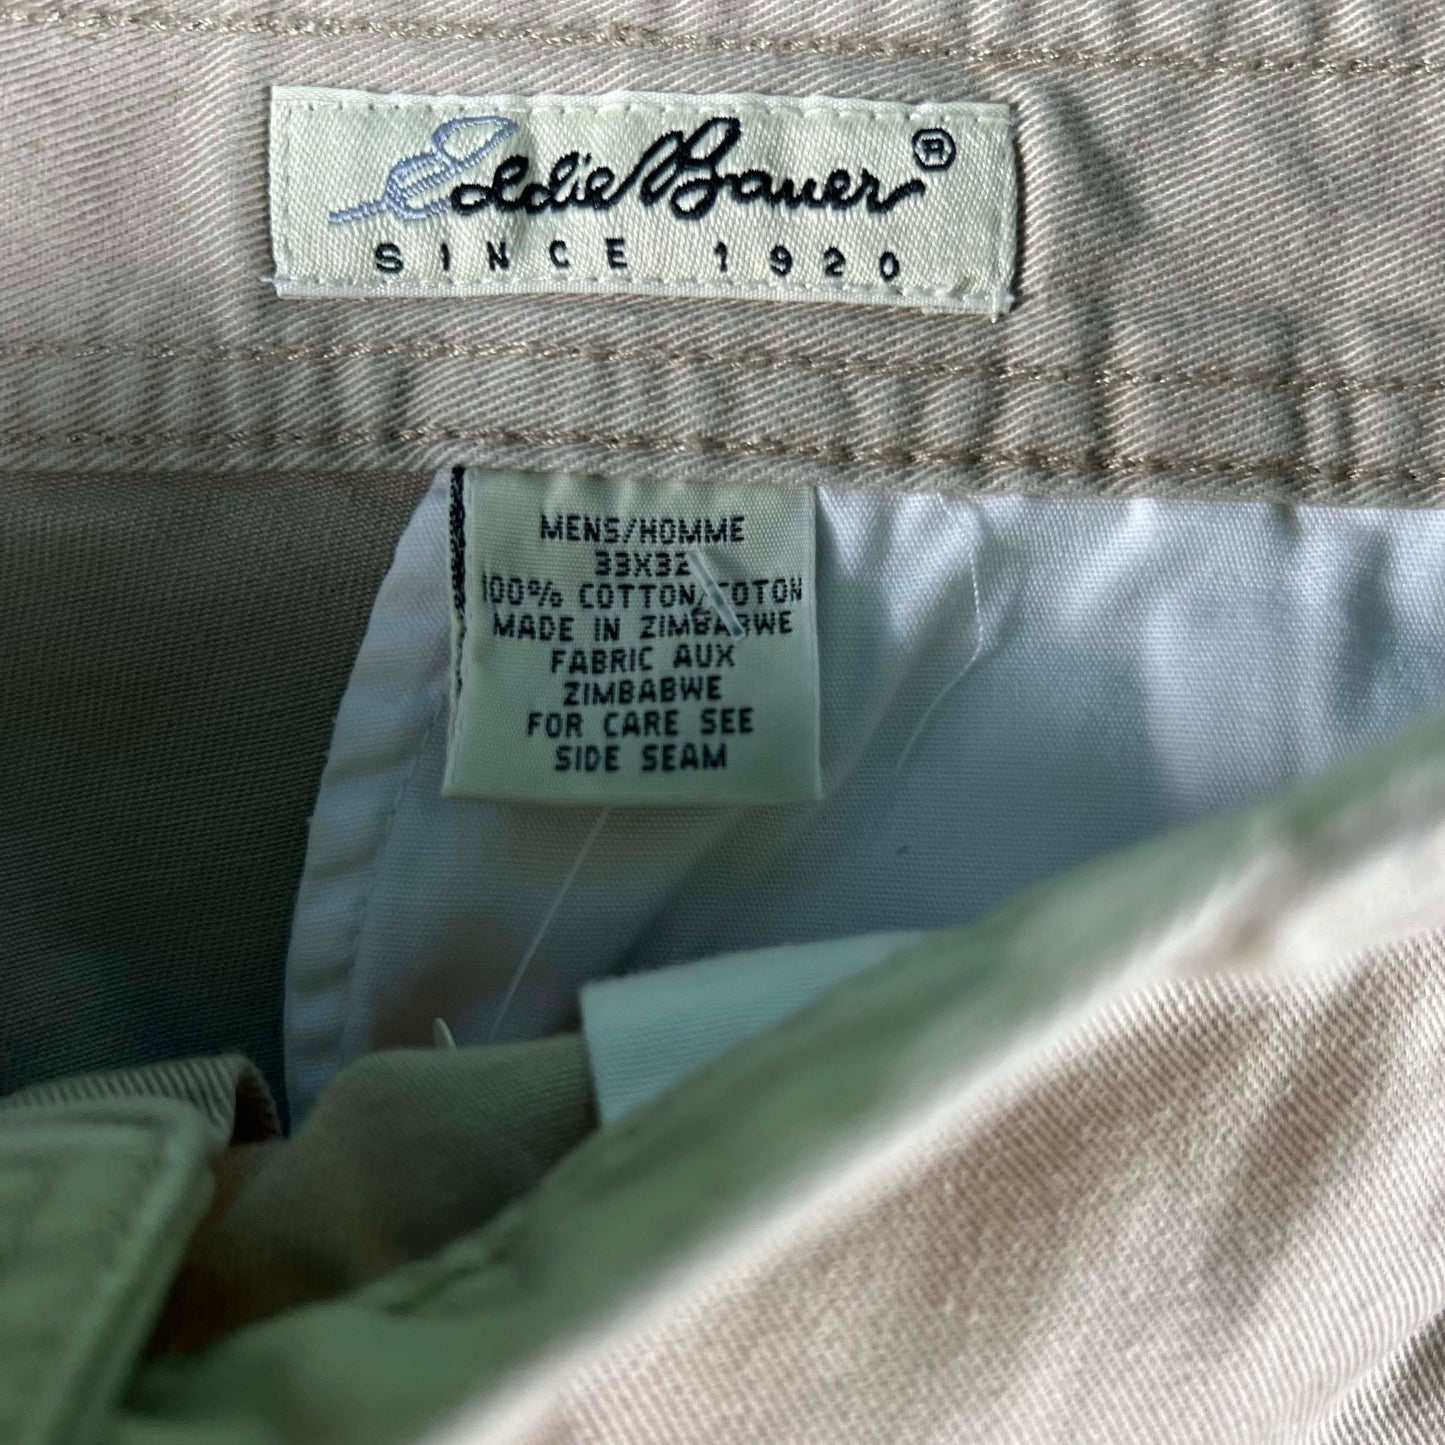 Eddie Bauer ®
SINCE 1920
MENS/HOMME
33X32
100% COTTON/COTON
MADE IN ZIMBABWE
FABRIC AUX
ZIMBABWE
FOR CARE SEE
SIDE SEAM